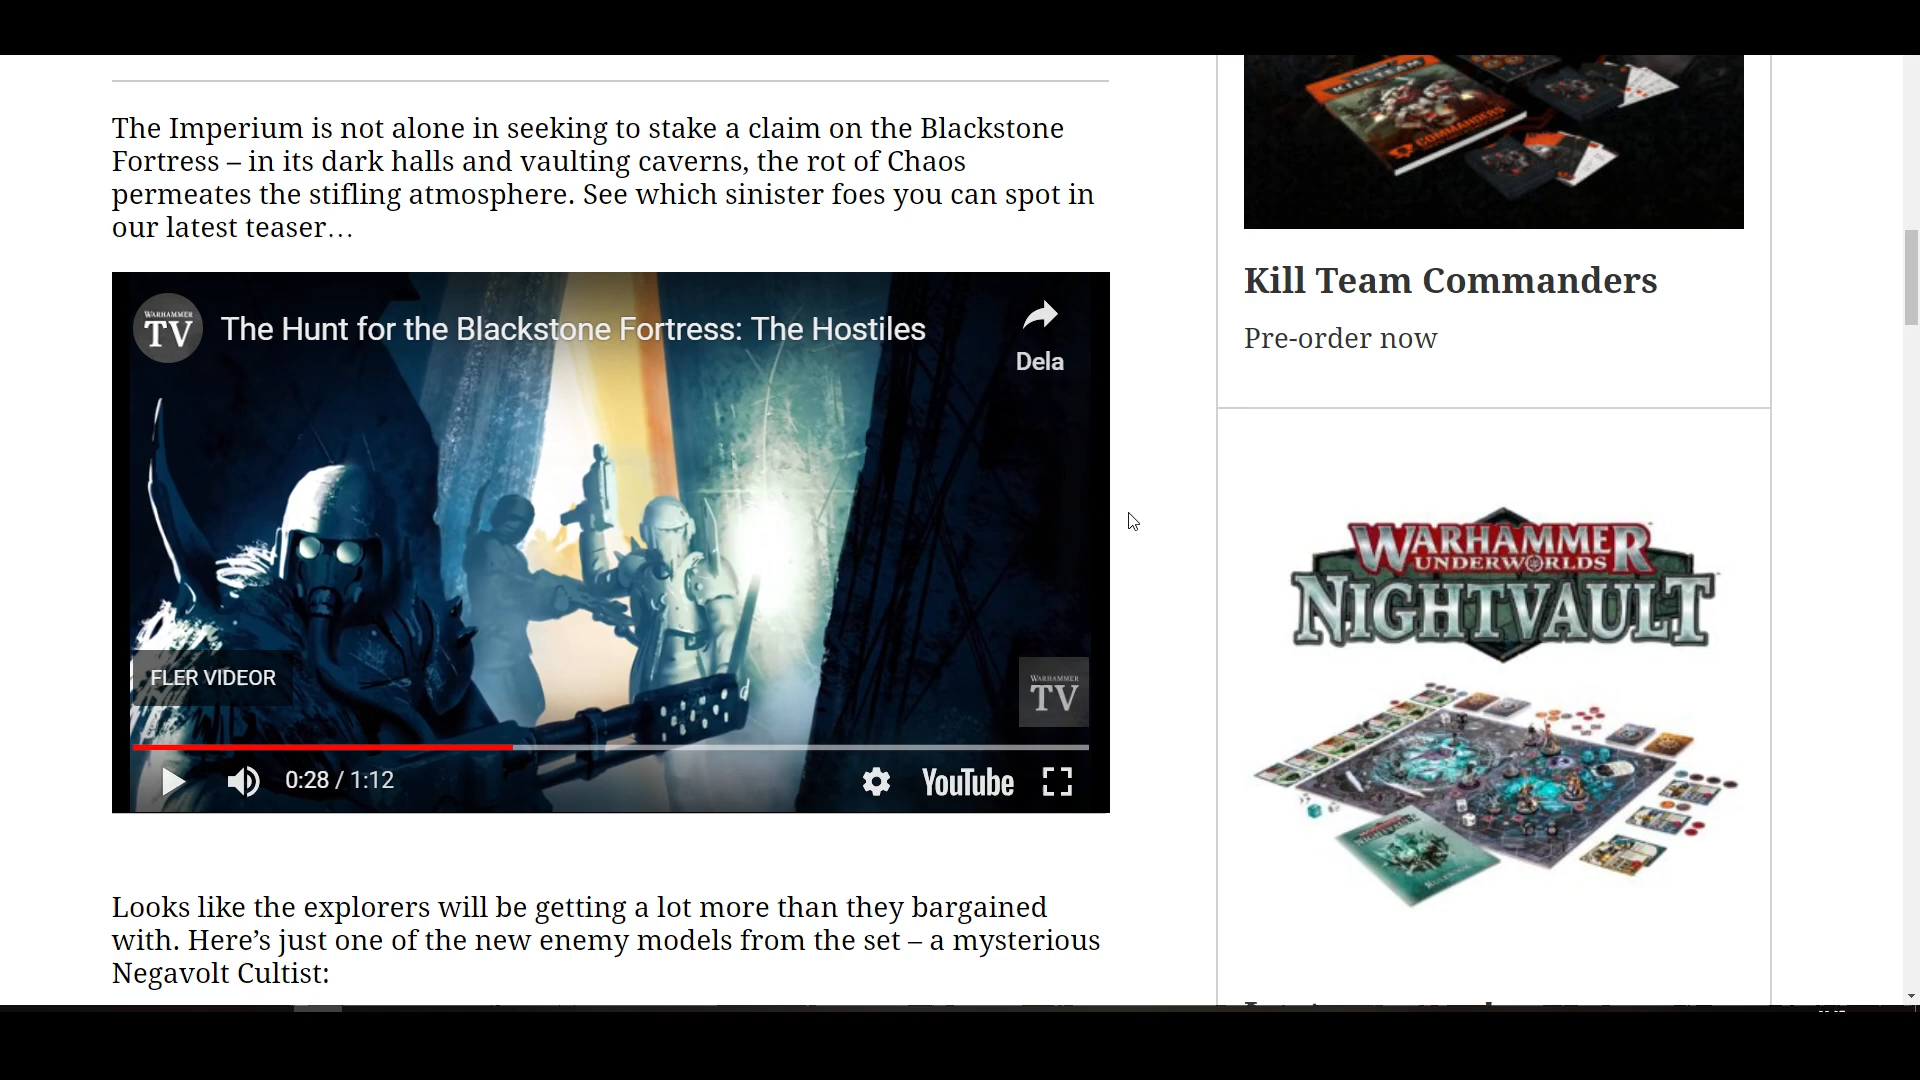 The Imperium is not alone in seeking to stake a claim on the Blackstone
Fortress – in its dark halls and vaulting caverns, the rot of Chaos
permeates the stifling atmosphere. See which sinister foes you can spot in
our latest teaser…
WARHAMMER
TV
The Hunt for the Blackstone Fortress: The Hostiles
Dela
FLER VIDEOR
WARHAMMER
TV
0:28 / 1:12
YouTube
Looks like the explorers will be getting a lot more than they bargained
with. Here’s just one of the new enemy models from the set – a mysterious
Negavolt Cultist:
KILL TEAM
COMMANDERS
Kill Team Commanders
Pre-order now
WARHAMMER
UNDERWORLDS
NIGHTVAULT
NIGHTVAULT